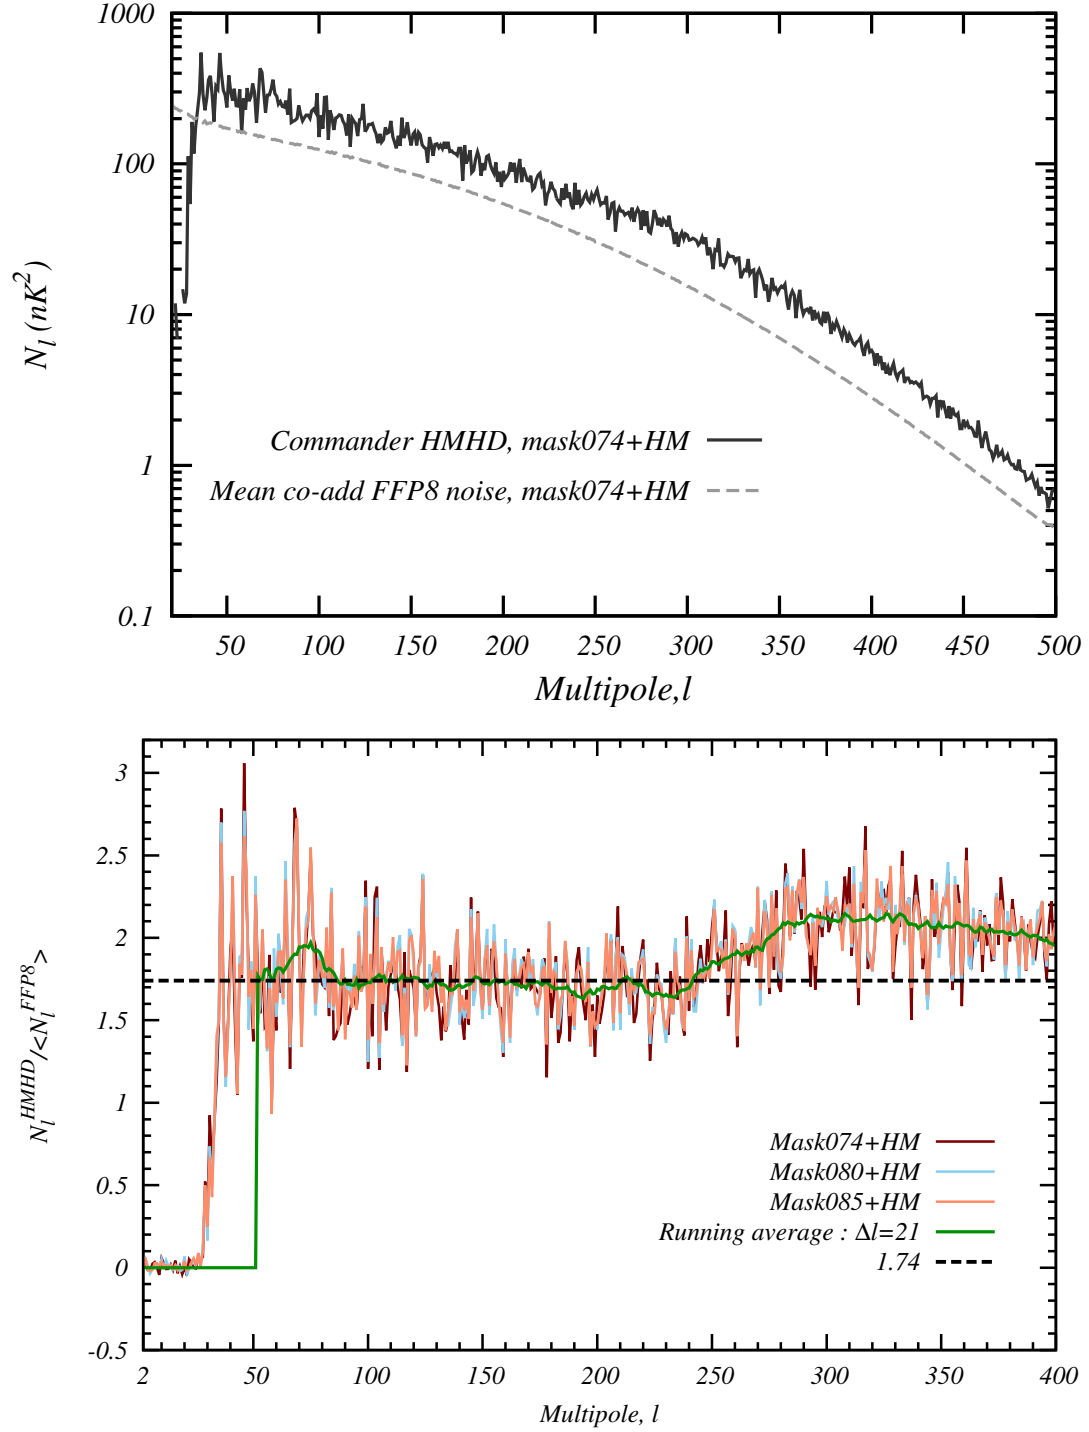 1000
100
10
1
0.1
N_l (nK^2)
Commander HMHD, mask074+HM
Mean co-add FFP8 noise, mask074+HM
50 100 150 200 250 300 350 400 450 500
Multipole,l
3
2.5
2
1.5
1
0.5
0
-0.5
N_l^HMHD/<N_l^FFP8>
Mask074+HM
Mask080+HM
Mask085+HM
Running average : Δl=21
1.74
2 50 100 150 200 250 300 350 400
Multipole, l